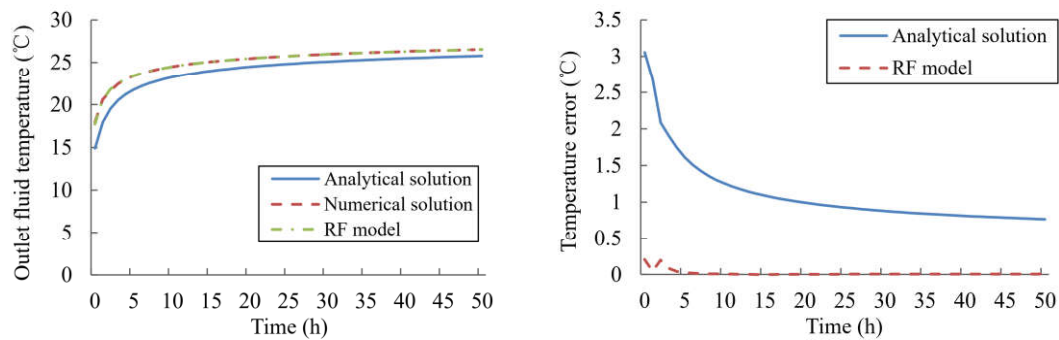 Outlet fluid temperature (℃)
30
25
20
15
10
5
0
Analytical solution
Numerical solution
RF model
0 5 10 15 20 25 30 35 40 45 50
Time (h)
Temperature error (℃)
3.5
3
2.5
2
1.5
1
0.5
0
Analytical solution
RF model
0 5 10 15 20 25 30 35 40 45 50
Time (h)